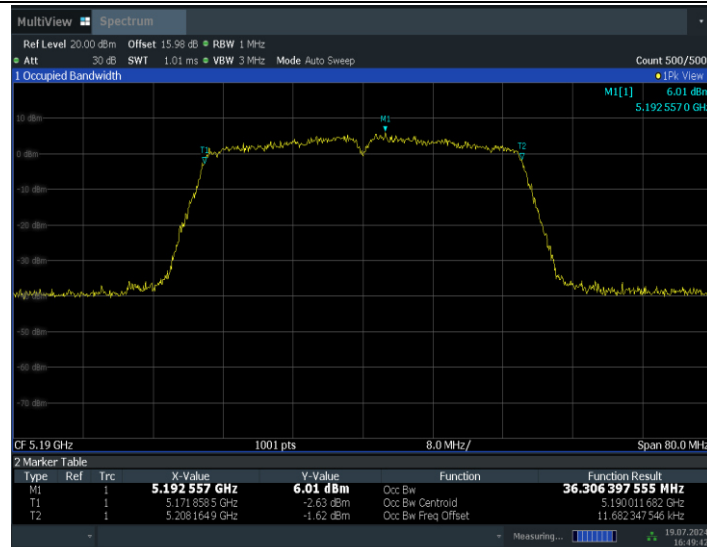 MultiView Spectrum
Ref Level 20.00 dBm Offset 15.98 dB RBW 1 MHz
Att 30 dB SWT 1.01 ms VBW 3 MHz Mode Auto Sweep Count 500/500
1 Occupied Bandwidth 1Pk View
M1[1] 6.01 dBm
5.192 557 0 GHz
10 dBm
M1
0 dBm
T1
T2
-10 dBm
-20 dBm
-30 dBm
-50 dBm
-60 dBm
-70 dBm
CF 5.19 GHz 1001 pts 8.0 MHz/ Span 80.0 MHz
2 Marker Table
Type Ref Trc X-Value Y-Value Function Function Result
M1 1 5.192 557 GHz 6.01 dBm Occ Bw 36.306 397 555 MHz
T1 1 5.171 858 5 GHz -2.63 dBm Occ Bw Centroid 5.190 011 682 GHz
T2 1 5.208 164 9 GHz -1.62 dBm Occ Bw Freq Offset 11.682 347 546 kHz
Measuring... 19.07.2024
16:49:42